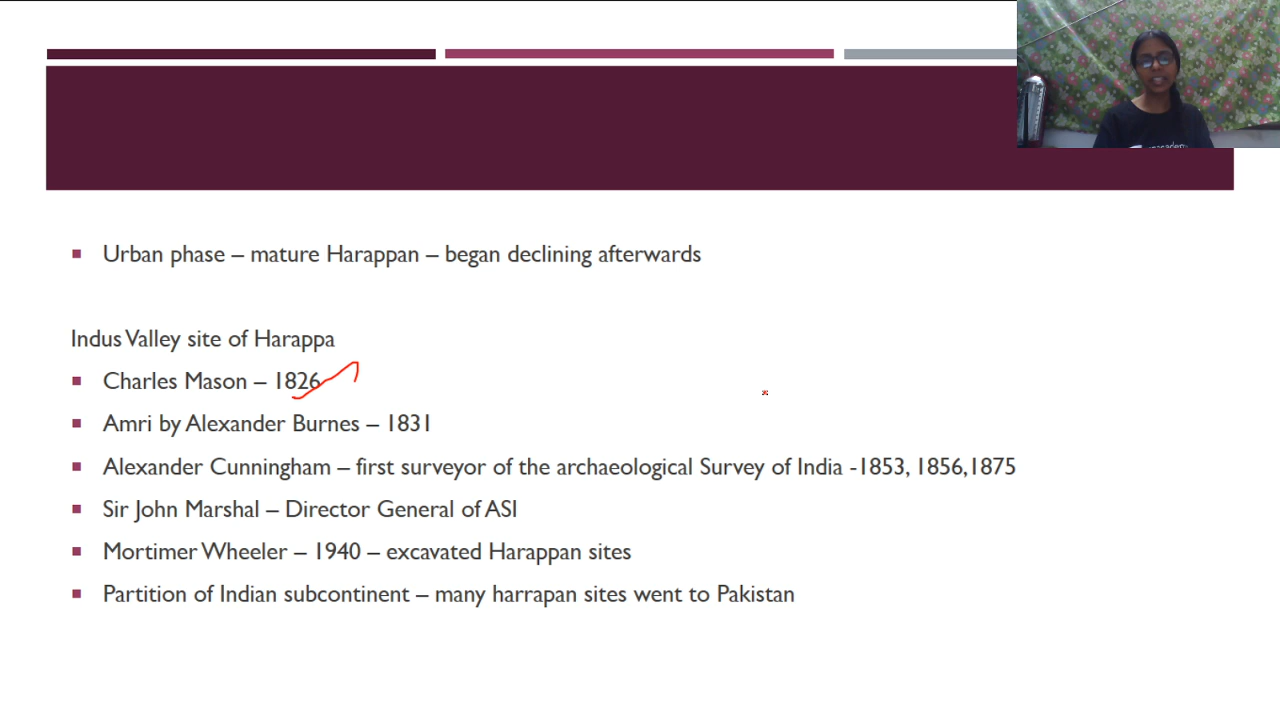 Urban phase – mature Harappan – began declining afterwards
Indus Valley site of Harappa
Charles Mason – 1826
Amri by Alexander Burnes – 1831
Alexander Cunningham – first surveyor of the archaeological Survey of India -1853, 1856,1875
Sir John Marshal – Director General of ASI
Mortimer Wheeler – 1940 – excavated Harappan sites
Partition of Indian subcontinent – many harrapan sites went to Pakistan